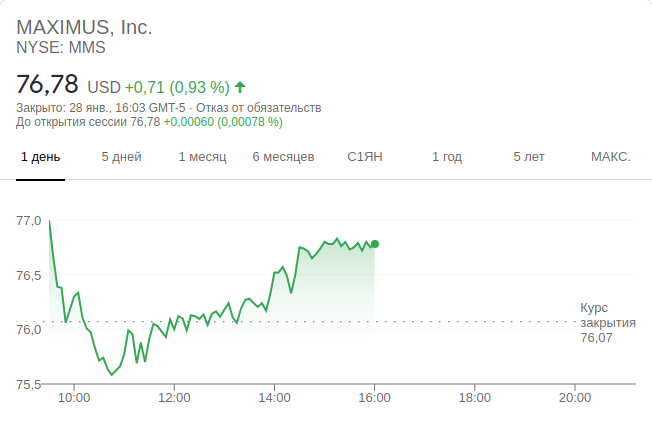 MAXIMUS, Inc.
NYSE: MMS
76,78 USD +0,71 (0,93 %)
Закрыто: 28 янв., 16:03 GMT-5 · Отказ от обязательств
До открытия сессии 76,78 +0,00060 (0,00078 %)
1 день 5 дней 1 месяц 6 месяцев С1ЯН 1 год 5 лет МАКС.
77,0
76,5
Курс
закрытия
76,07
76,0
75,5
10:00 12:00 14:00 16:00 18:00 20:00